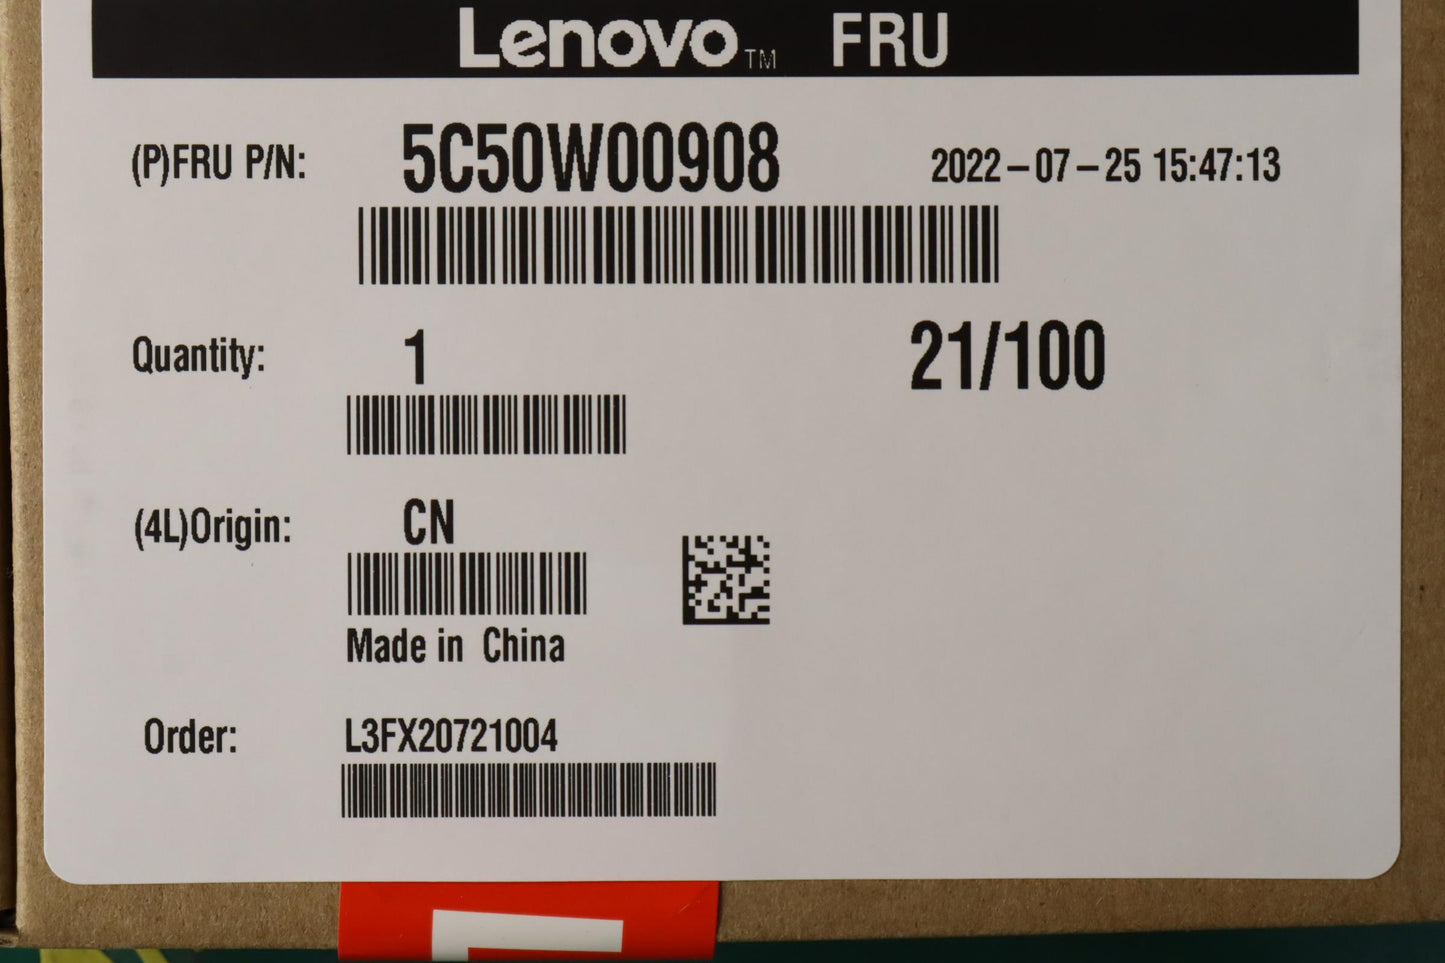 Lenovo™ FRU
(P)FRU P/N: 5C50W00908 2022-07-25 15:47:13
Quantity: 1 21/100
(4L)Origin: CN
Made in China
Order: L3FX20721004